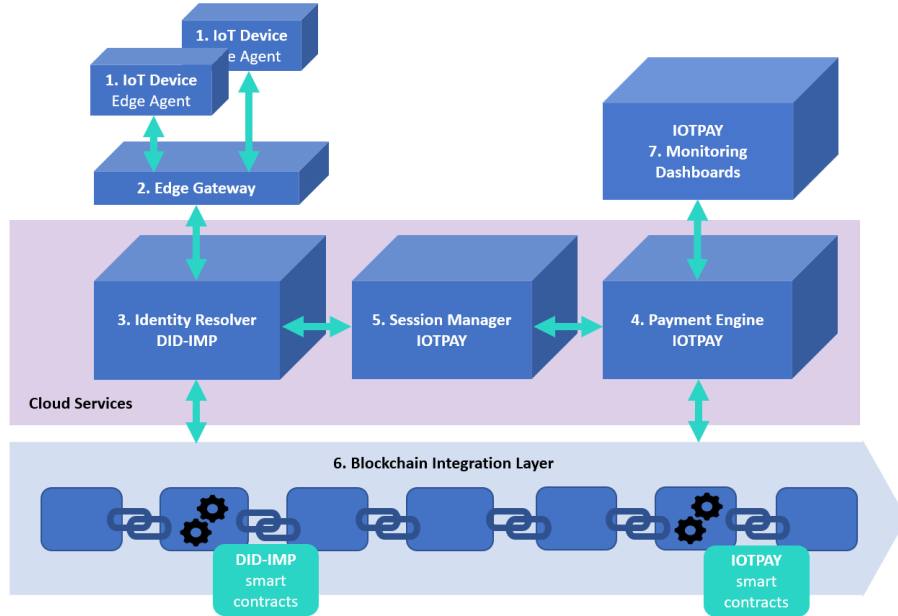 1. IoT Device
e Agent
1. IoT Device
Edge Agent
2. Edge Gateway
IOTPAY
7. Monitoring
Dashboards
3. Identity Resolver
DID-IMP
5. Session Manager
IOTPAY
4. Payment Engine
IOTPAY
Cloud Services
6. Blockchain Integration Layer
DID-IMP
smart
contracts
IOTPAY
smart
contracts